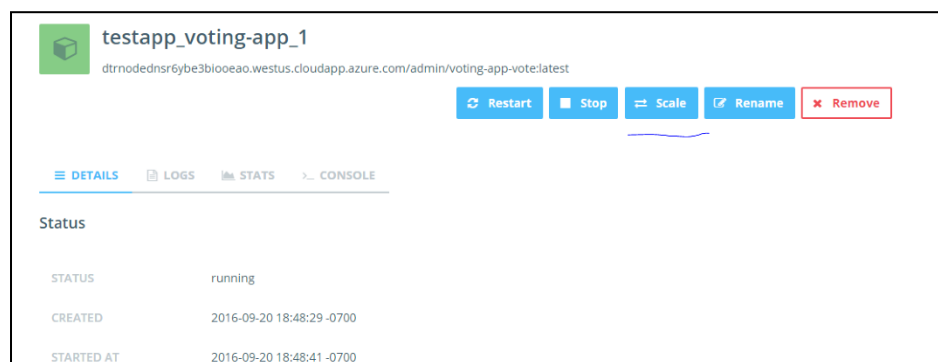 testapp_voting-app_1
dtrnodednsr6ybe3biooeao.westus.cloudapp.azure.com/admin/voting-app-vote:latest
Restart Stop Scale Rename Remove
DETAILS LOGS STATS CONSOLE
Status
STATUS running
CREATED 2016-09-20 18:48:29 -0700
STARTED AT 2016-09-20 18:48:41 -0700